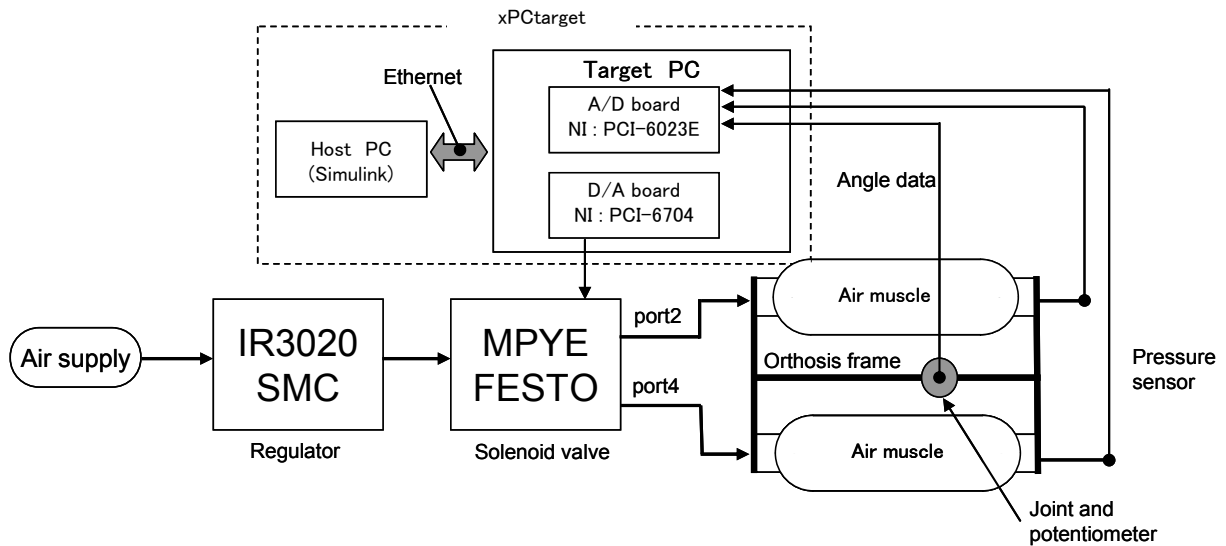 xPCtarget
Ethernet
Target PC
A/D board
NI : PCI-6023E
Host PC
(Simulink)
D/A board
NI : PCI-6704
Angle data
Air supply
IR3020
SMC
Regulator
MPYE
FESTO
Solenoid valve
port2
port4
Air muscle
Orthosis frame
Air muscle
Pressure
sensor
Joint and
potentiometer